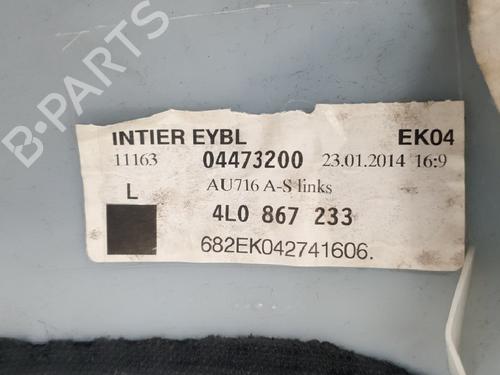 B-PARTS
INTIER EYBL EK04
11163 04473200 23.01.2014 16:9
L AU716 A-S links
4L0 867 233
682EK042741606.